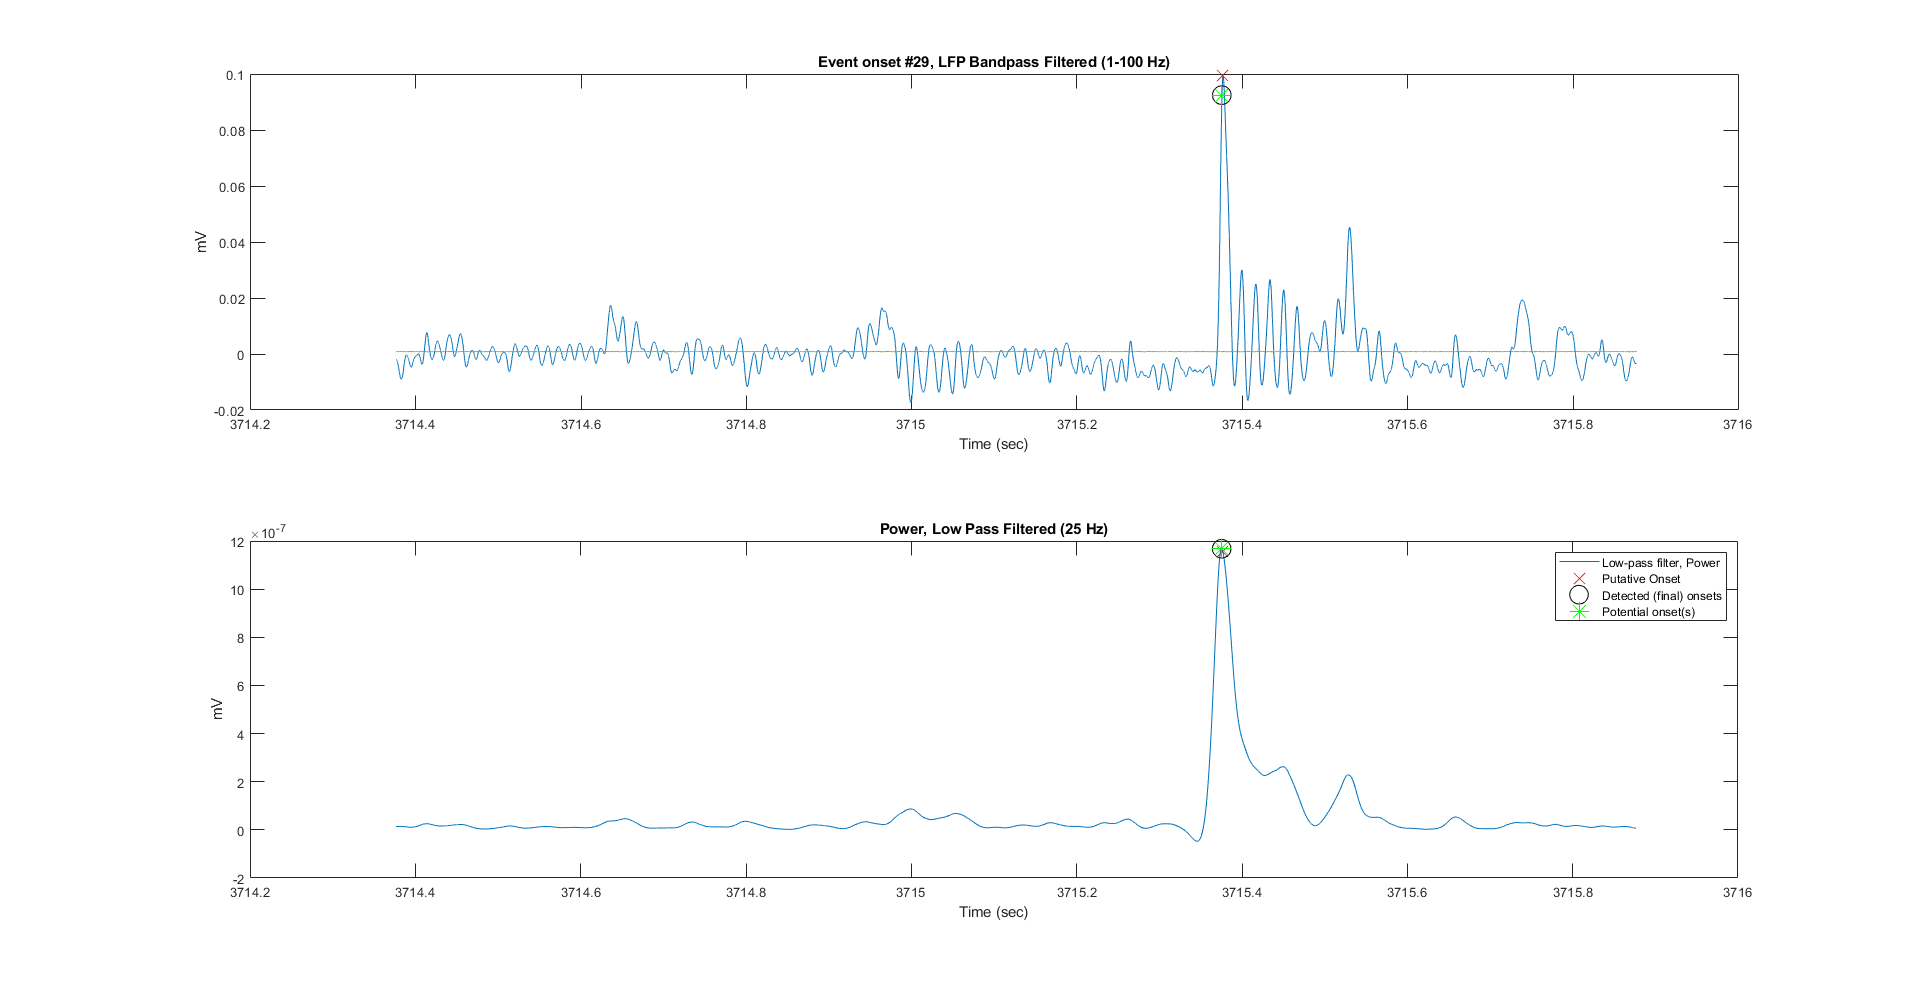 Event onset #29, LFP Bandpass Filtered (1-100 Hz)
0.1
0.08
0.06
0.04
0.02
0
-0.02
mV
3714.2 3714.4 3714.6 3714.8 3715 3715.2 3715.4 3715.6 3715.8 3716
Time (sec)
Power, Low Pass Filtered (25 Hz)
×10-7
12
10
8
6
4
2
0
-2
mV
Low-pass filter, Power
Putative Onset
Detected (final) onsets
Potential onset(s)
3714.2 3714.4 3714.6 3714.8 3715 3715.2 3715.4 3715.6 3715.8 3716
Time (sec)